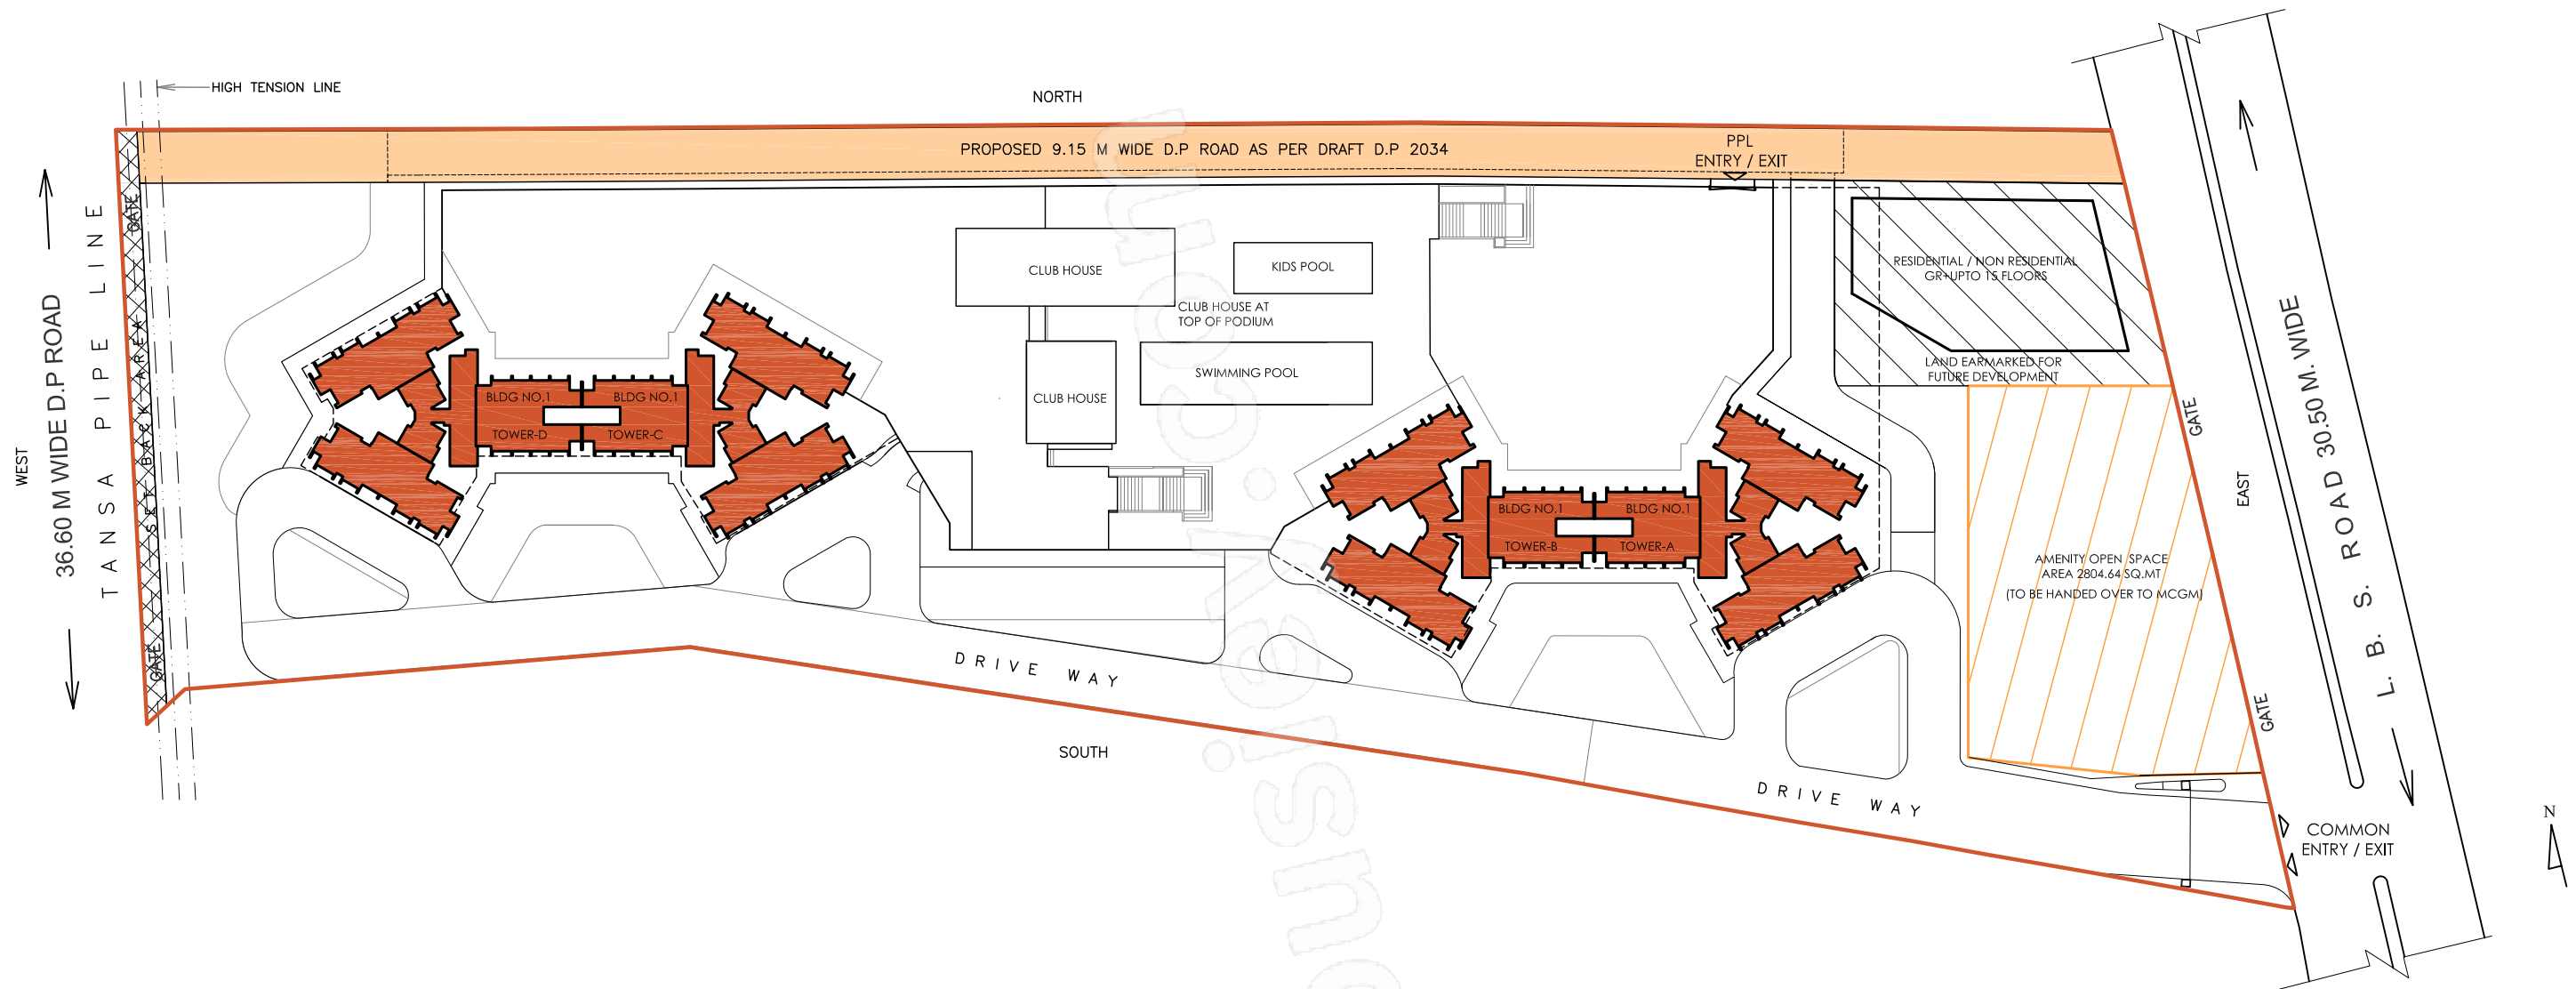 HIGH TENSION LINE
NORTH
PROPOSED 9.15 M WIDE D.P ROAD AS PER DRAFT D.P 2034
PPL
ENTRY / EXIT
WEST
36.60 M WIDE D.P ROAD
TANSA PIPE LINE
GATE
SET BACK AREA
GATE
CLUB HOUSE
KIDS POOL
CLUB HOUSE AT
TOP OF PODIUM
SWIMMING POOL
CLUB HOUSE
BLDG NO.1
TOWER-D
BLDG NO.1
TOWER-C
BLDG NO.1
TOWER-B
BLDG NO.1
TOWER-A
RESIDENTIAL / NON RESIDENTIAL
GR+UPTO 15 FLOORS
LAND EARMARKED FOR
FUTURE DEVELOPMENT
GATE
EAST
AMENITY OPEN SPACE
AREA 2804.64 SQ.MT
(TO BE HANDED OVER TO MCGM)
GATE
L. B. S. ROAD 30.50 M. WIDE
DRIVE WAY
SOUTH
DRIVE WAY
COMMON
ENTRY / EXIT
N